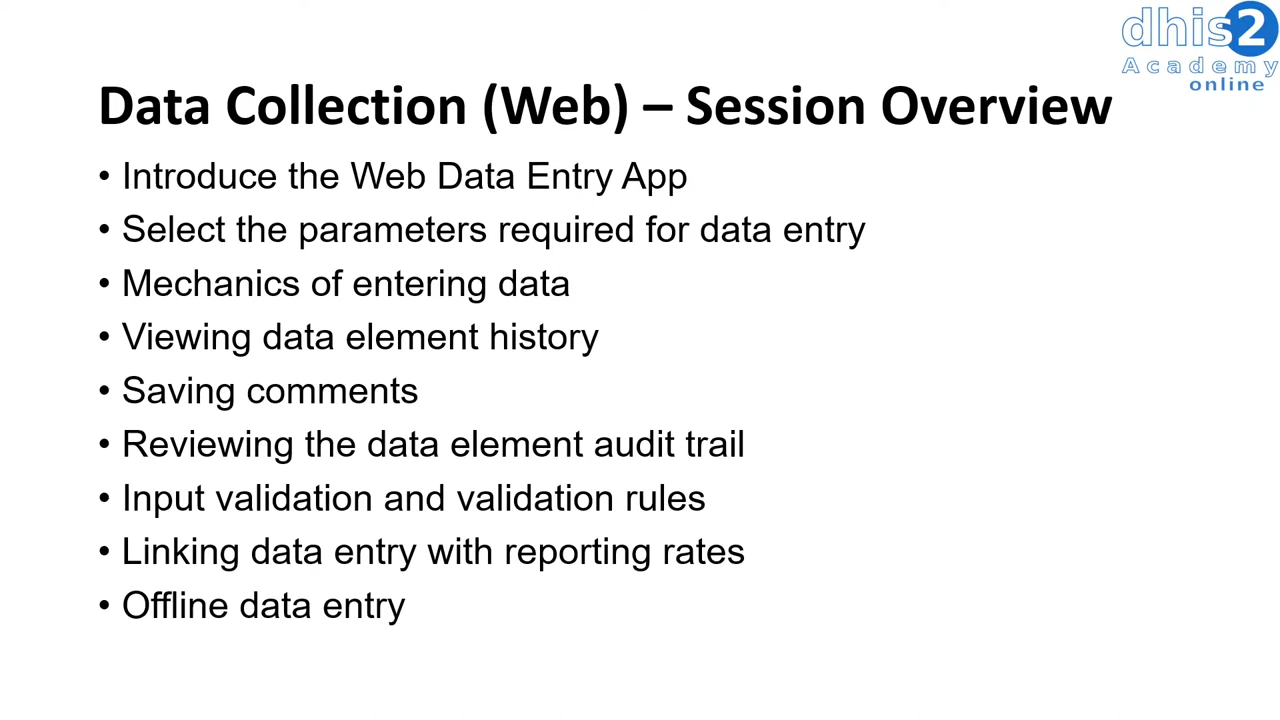 dhis2
Academy
online
Data Collection (Web) – Session Overview
• Introduce the Web Data Entry App
• Select the parameters required for data entry
• Mechanics of entering data
• Viewing data element history
• Saving comments
• Reviewing the data element audit trail
• Input validation and validation rules
• Linking data entry with reporting rates
• Offline data entry